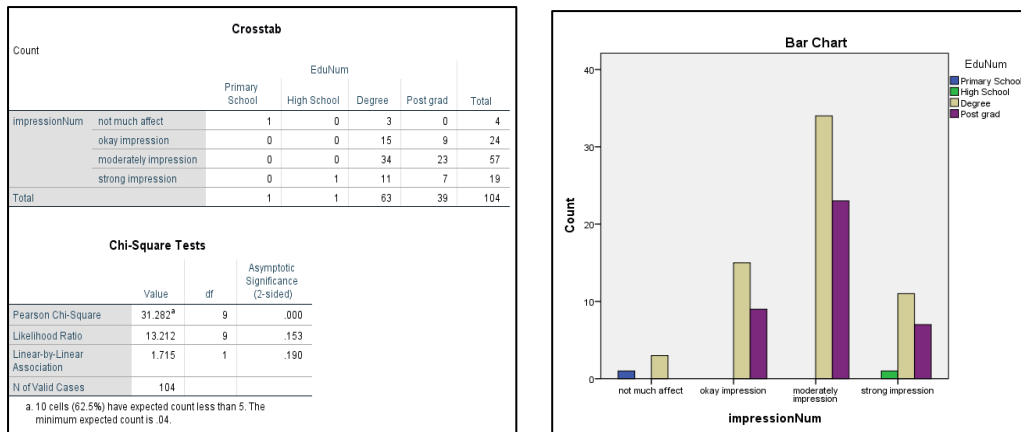 Crosstab
Count
EduNum
Primary School High School Degree Post grad Total
impressionNum not much affect 1 0 3 0 4
okay impression 0 0 15 9 24
moderately impression 0 0 34 23 57
strong impression 0 1 11 7 19
Total 1 1 63 39 104
Chi-Square Tests
Value df Asymptotic Significance (2-sided)
Pearson Chi-Square 31.282a 9 .000
Likelihood Ratio 13.212 9 .153
Linear-by-Linear Association 1.715 1 .190
N of Valid Cases 104
a. 10 cells (62.5%) have expected count less than 5. The
minimum expected count is .04.
Bar Chart
EduNum
Primary School
High School
Degree
Post grad
Count
40
30
20
10
0
not much affect okay impression moderately impression strong impression
impressionNum